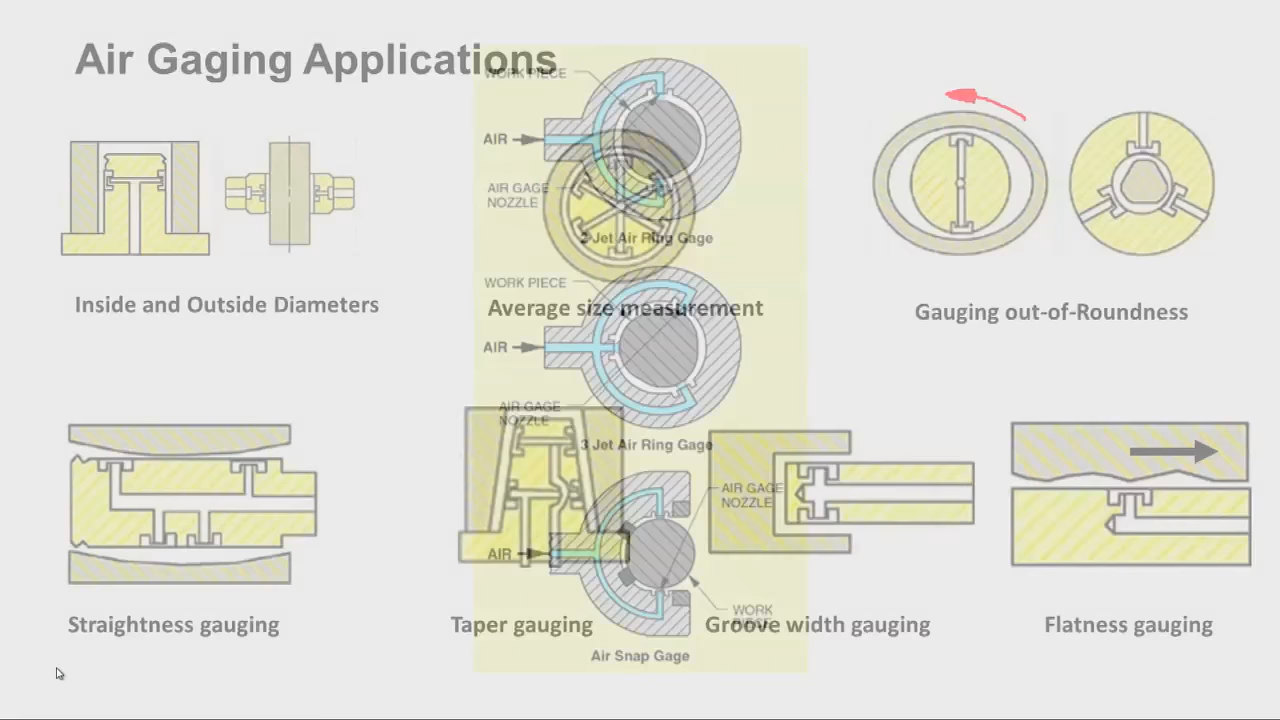 Air Gaging Applications
WORK PIECE
AIR
AIR GAGE
NOZZLE
2 Jet Air Ring Gage
Inside and Outside Diameters
Average size measurement
Gauging out-of-Roundness
WORK PIECE
AIR
AIR GAGE
NOZZLE
3 Jet Air Ring Gage
AIR GAGE
NOZZLE
AIR
WORK
PIECE
Straightness gauging
Taper gauging
Groove width gauging
Flatness gauging
Air Snap Gage